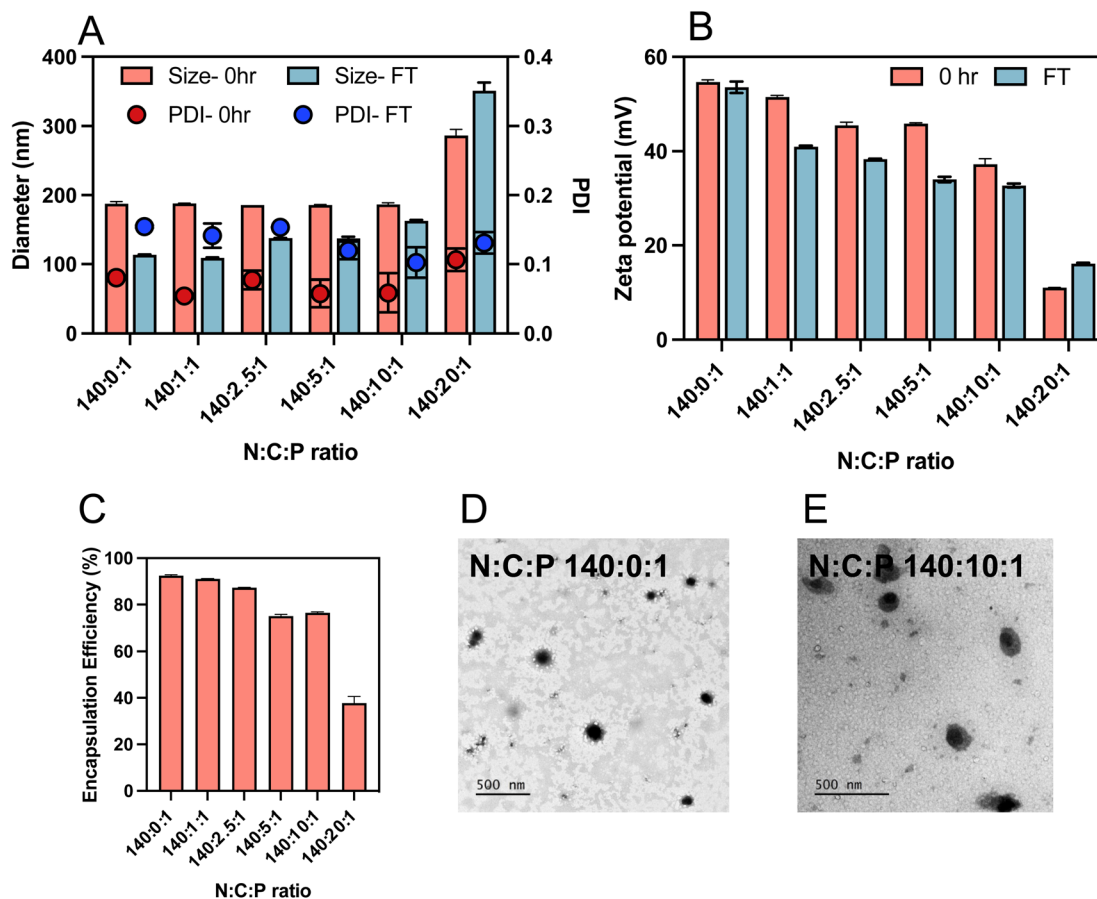 A
400
300
200
100
0
Diameter (nm)
Size- 0hr
Size- FT
PDI- 0hr
PDI- FT
0.4
0.3
0.2
0.1
0.0
PDI
140:0:1
140:1:1
140:2.5:1
140:5:1
140:10:1
140:20:1
N:C:P ratio
B
60
40
20
0
Zeta potential (mV)
0 hr
FT
140:0:1
140:1:1
140:2.5:1
140:5:1
140:10:1
140:20:1
N:C:P ratio
C
100
80
60
40
20
0
Encapsulation Efficiency (%)
140:0:1
140:1:1
140:2.5:1
140:5:1
140:10:1
140:20:1
N:C:P ratio
D
N:C:P 140:0:1
500 nm
E
N:C:P 140:10:1
500 nm